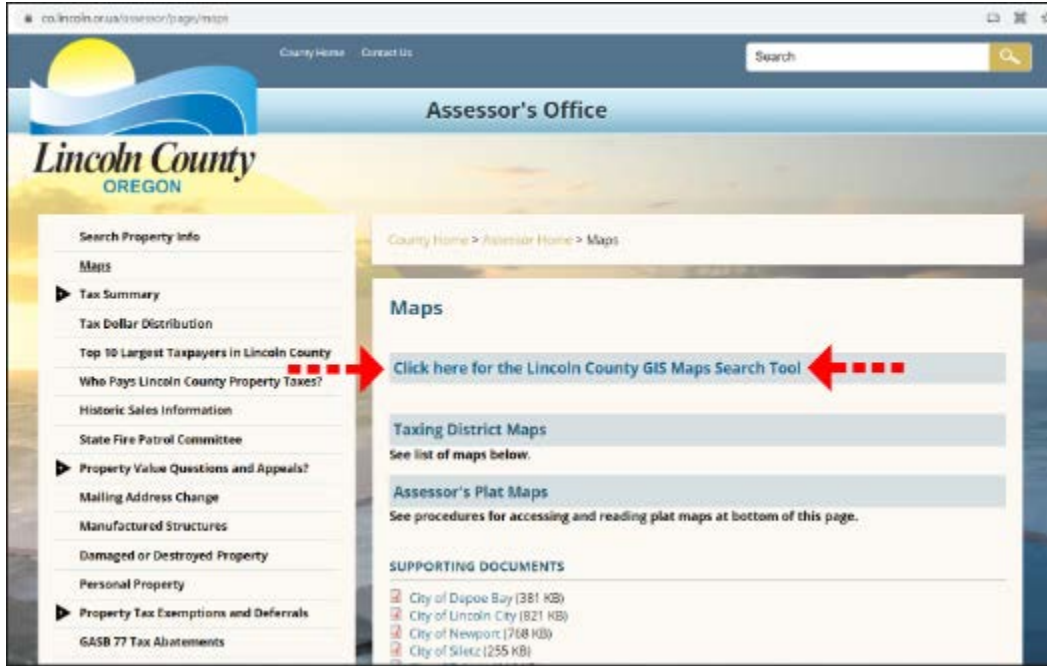 co.lincoln.or.us/assessor/page/maps
County Home Contact Us
Search
Assessor's Office
Lincoln County
OREGON
Search Property Info
Maps
Tax Summary
Tax Dollar Distribution
Top 10 Largest Taxpayers in Lincoln County
Who Pays Lincoln County Property Taxes?
Historic Sales Information
State Fire Patrol Committee
Property Value Questions and Appeals?
Mailing Address Change
Manufactured Structures
Damaged or Destroyed Property
Personal Property
Property Tax Exemptions and Deferrals
GASB 77 Tax Abatements
County Home > Assessor Home > Maps
Maps
Click here for the Lincoln County GIS Maps Search Tool
Taxing District Maps
See list of maps below.
Assessor's Plat Maps
See procedures for accessing and reading plat maps at bottom of this page.
SUPPORTING DOCUMENTS
City of Depoe Bay (381 KB)
City of Lincoln City (821 KB)
City of Newport (768 KB)
City of Siletz (255 KB)